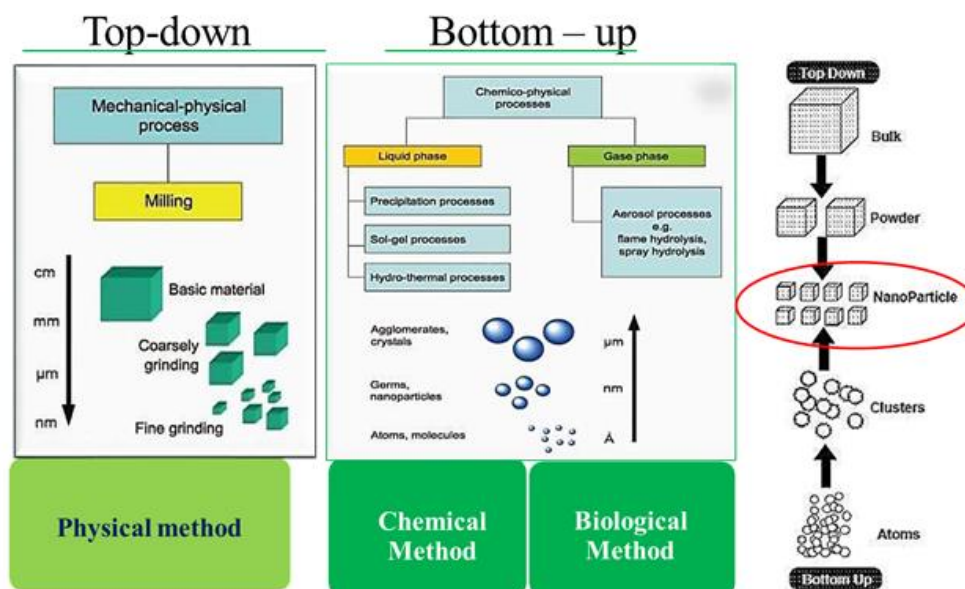 Top-down
Mechanical-physical
process
Milling
cm
mm
µm
nm
Basic material
Coarsely
grinding
Fine grinding
Physical method
Bottom – up
Chemico-physical
processes
Liquid phase
Gase phase
Precipitation processes
Sol-gel processes
Hydro-thermal processes
Aerosol processes
e.g.
flame hydrolysis,
spray hydrolysis
Agglomerates,
crystals
Germs,
nanoparticles
Atoms, molecules
µm
nm
Å
Chemical
Method
Biological
Method
Top Down
Bulk
Powder
NanoParticle
Clusters
Atoms
Bottom Up